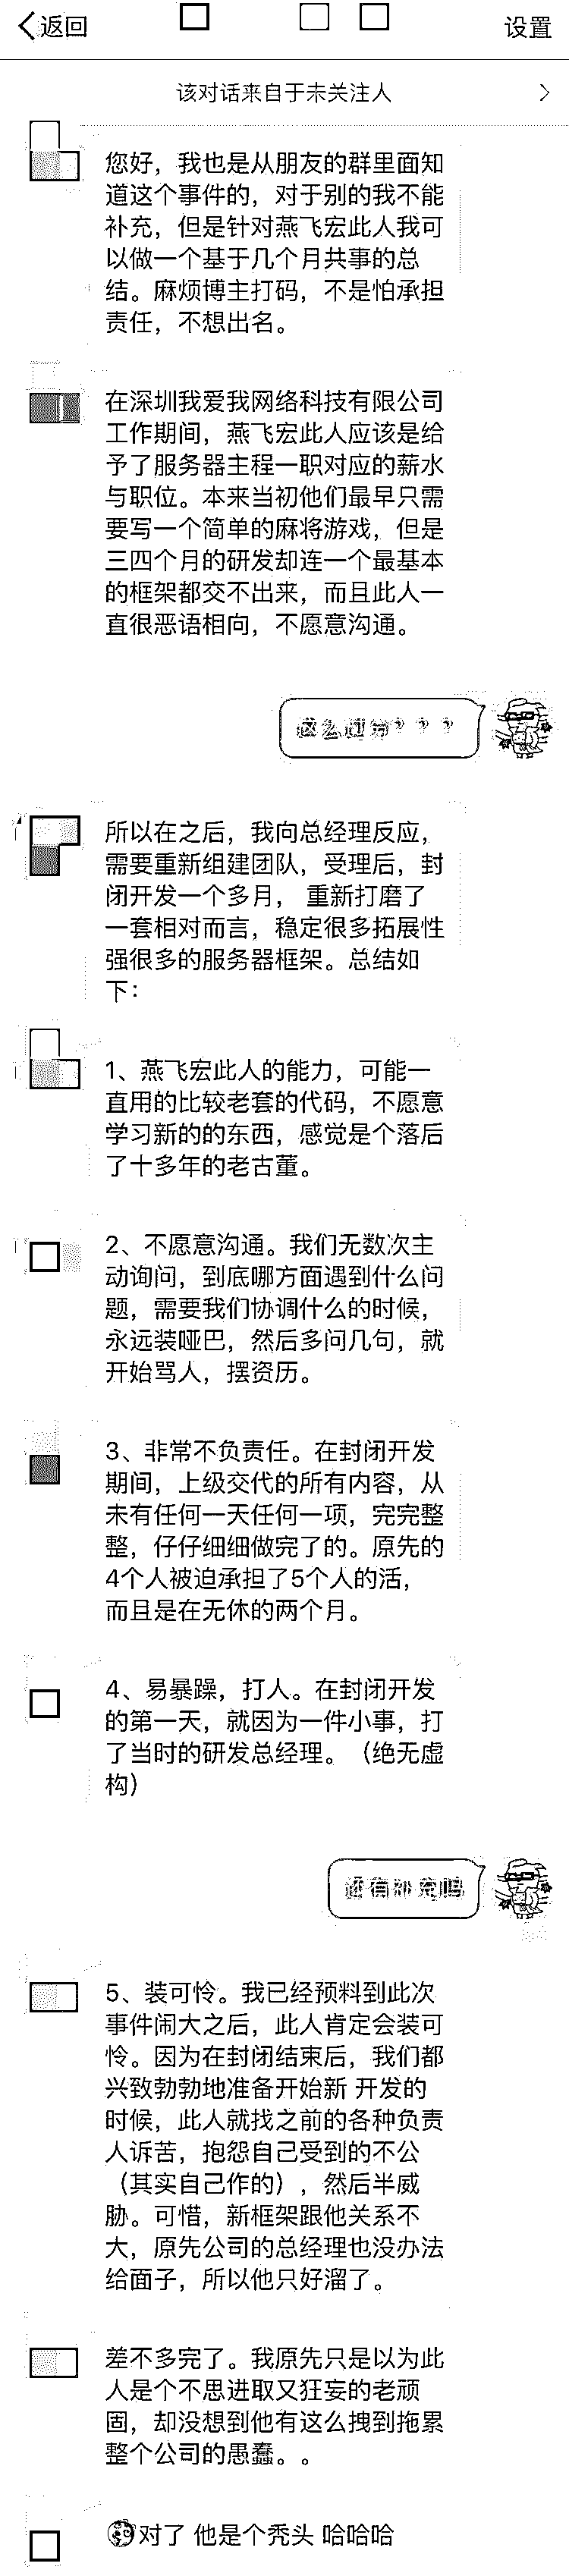 返回
设置
该对话来自于未关注人
您好，我也是从朋友的群里面知
道这个事件的，对于别的我不能
补充，但是针对燕飞宏此人我可
以做一个基于几个月共事的总
结。麻烦博主打码，不是怕承担
责任，不想出名。
在深圳我爱我网络科技有限公司
工作期间，燕飞宏此人应该是给
予了服务器主程一职对应的薪水
与职位。本来当初他们最早只需
要写一个简单的麻将游戏，但是
三四个月的研发却连一个最基本
的框架都交不出来，而且此人一
直很恶语相向，不愿意沟通。
这么过分？？？
所以在之后，我向总经理反应，
需要重新组建团队，受理后，封
闭开发一个多月， 重新打磨了
一套相对而言，稳定很多拓展性
强很多的服务器框架。总结如
下：
1、燕飞宏此人的能力，可能一
直用的比较老套的代码，不愿意
学习新的的东西，感觉是个落后
了十多年的老古董。
2、不愿意沟通。我们无数次主
动询问，到底哪方面遇到什么问
题，需要我们协调什么的时候，
永远装哑巴，然后多问几句，就
开始骂人，摆资历。
3、非常不负责任。在封闭开发
期间，上级交代的所有内容，从
未有任何一天任何一项，完完整
整，仔仔细细做完了的。原先的
4个人被迫承担了5个人的活，
而且是在无休的两个月。
4、易暴躁，打人。在封闭开发
的第一天，就因为一件小事，打
了当时的研发总经理。（绝无虚
构）
还有补充吗
5、装可怜。我已经预料到此次
事件闹大之后，此人肯定会装可
怜。因为在封闭结束后，我们都
兴致勃勃地准备开始新 开发的
时候，此人就找之前的各种负责
人诉苦，抱怨自己受到的不公
（其实自己作的），然后半威
胁。可惜，新框架跟他关系不
大，原先公司的总经理也没办法
给面子，所以他只好溜了。
差不多完了。我原先只是以为此
人是个不思进取又狂妄的老顽
固，却没想到他有这么拽到拖累
整个公司的愚蠢。。
对了 他是个秃头 哈哈哈